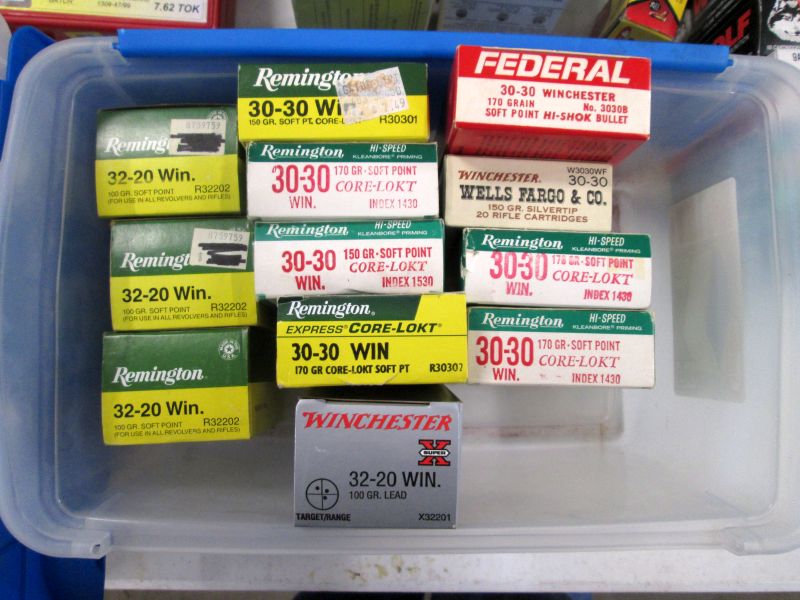 7.62 TOK
Remington
30-30 WIN
150 GR. SOFT PT. CORE-LOKT R30301
FEDERAL
30-30 WINCHESTER
170 GRAIN No. 3030B
SOFT POINT HI-SHOK BULLET
8759759
Remington
32-20 Win.
100 GR. SOFT POINT R32202
(FOR USE IN ALL REVOLVERS AND RIFLES)
Remington HI-SPEED
KLEANBORE PRIMING
30-30 170 GR·SOFT POINT
WIN. CORE-LOKT
INDEX 1430
W3030WF
WINCHESTER 30-30
WELLS FARGO & CO.
150 GR. SILVERTIP
20 RIFLE CARTRIDGES
8759759
Remington
32-20 Win.
100 GR. SOFT POINT R32202
(FOR USE IN ALL REVOLVERS AND RIFLES)
Remington HI-SPEED
KLEANBORE PRIMING
30-30 150 GR·SOFT POINT
WIN. CORE-LOKT
INDEX 1530
Remington HI-SPEED
KLEANBORE PRIMING
30-30 170 GR·SOFT POINT
WIN. CORE-LOKT
INDEX 1430
Remington
EXPRESS CORE-LOKT
30-30 WIN
170 GR CORE-LOKT SOFT PT R30302
Remington HI-SPEED
KLEANBORE PRIMING
30-30 170 GR·SOFT POINT
WIN. CORE-LOKT
INDEX 1430
Remington
32-20 Win.
100 GR. SOFT POINT R32202
(FOR USE IN ALL REVOLVERS AND RIFLES)
WINCHESTER
SUPER X
32-20 WIN.
100 GR. LEAD
TARGET/RANGE X32201